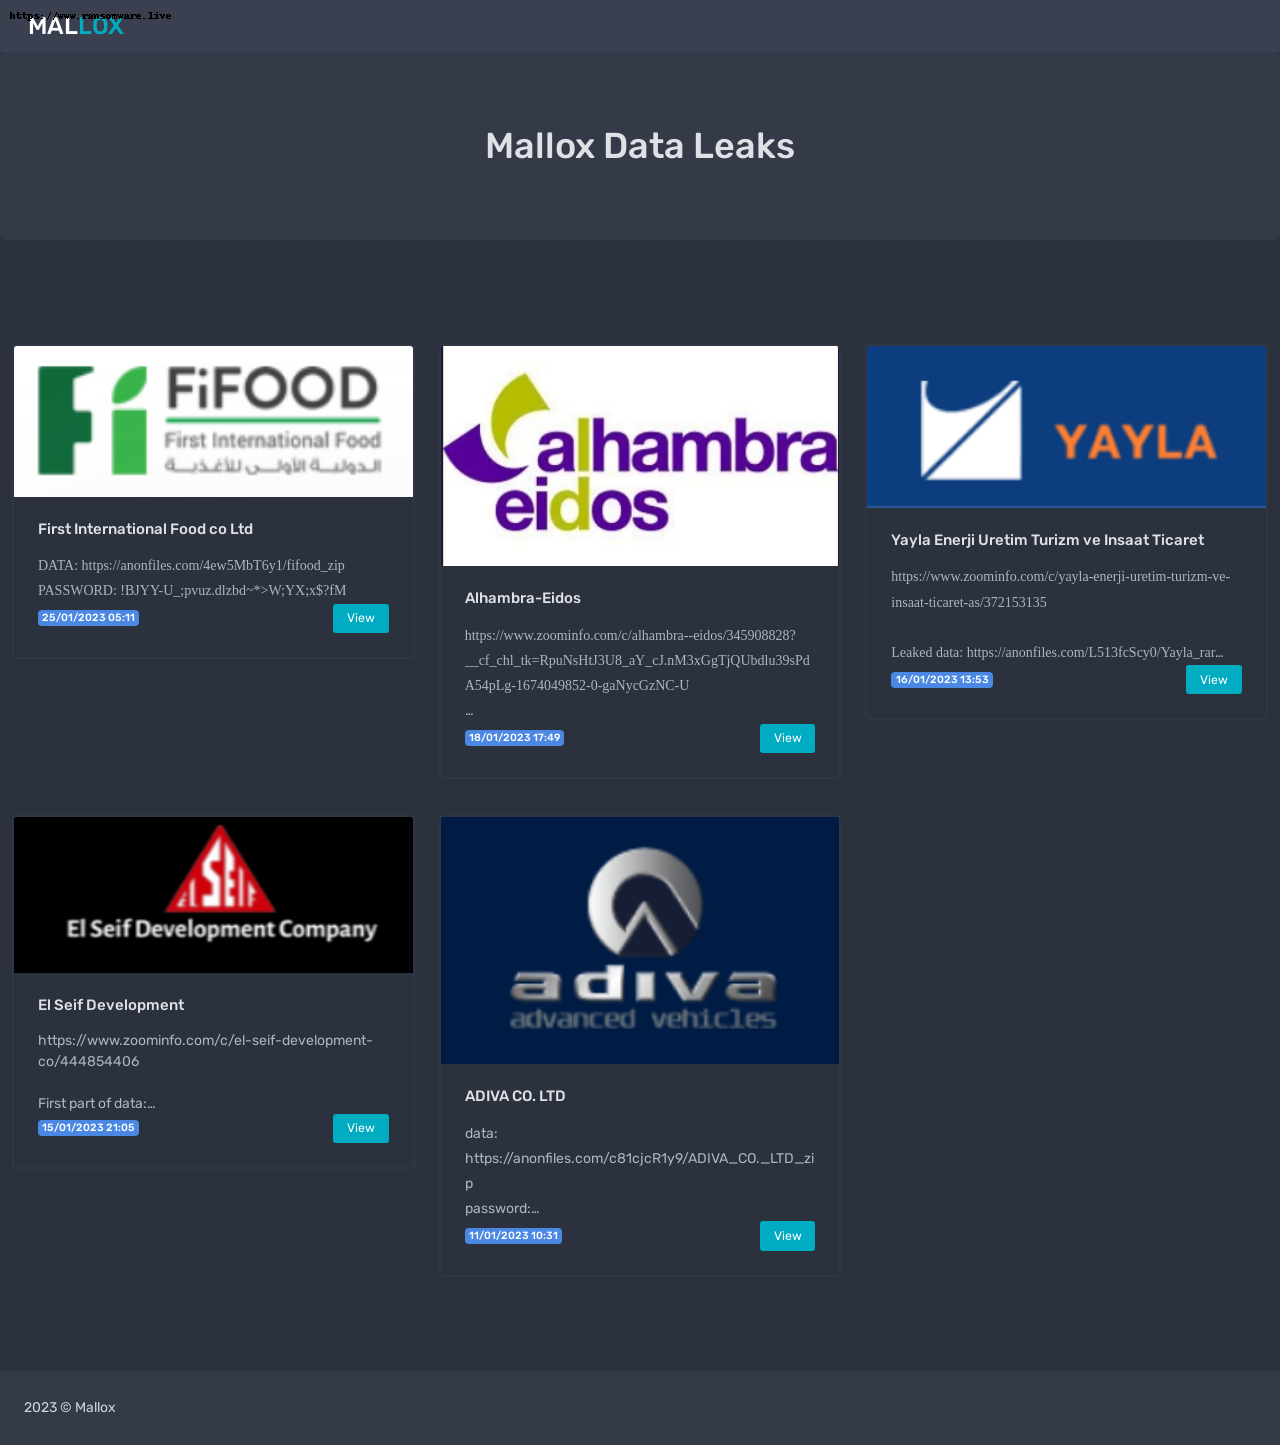 https://www.ransomware.live
MALLOX
Mallox Data Leaks
FiFOOD
First International Food
الدولية الأولى للأغذية
First International Food co Ltd
DATA: https://anonfiles.com/4ew5MbT6y1/fifood_zip
PASSWORD: !BJYY-U_;pvuz.dlzbd~*>W;YX;x$?fM
25/01/2023 05:11
View
alhambra
eidos
Alhambra-Eidos
https://www.zoominfo.com/c/alhambra--eidos/345908828?
__cf_chl_tk=RpuNsHtJ3U8_aY_cJ.nM3xGgTjQUbdlu39sPd
A54pLg-1674049852-0-gaNycGzNC-U
...
18/01/2023 17:49
View
YAYLA
Yayla Enerji Uretim Turizm ve Insaat Ticaret
https://www.zoominfo.com/c/yayla-enerji-uretim-turizm-ve-
insaat-ticaret-as/372153135
Leaked data: https://anonfiles.com/L513fcScy0/Yayla_rar...
16/01/2023 13:53
View
EL SEIF
El Seif Development Company
El Seif Development
https://www.zoominfo.com/c/el-seif-development-
co/444854406
First part of data:...
15/01/2023 21:05
View
adiva
advanced vehicles
ADIVA CO. LTD
data:
https://anonfiles.com/c81cjcR1y9/ADIVA_CO._LTD_zi
p
password:...
11/01/2023 10:31
View
2023 © Mallox